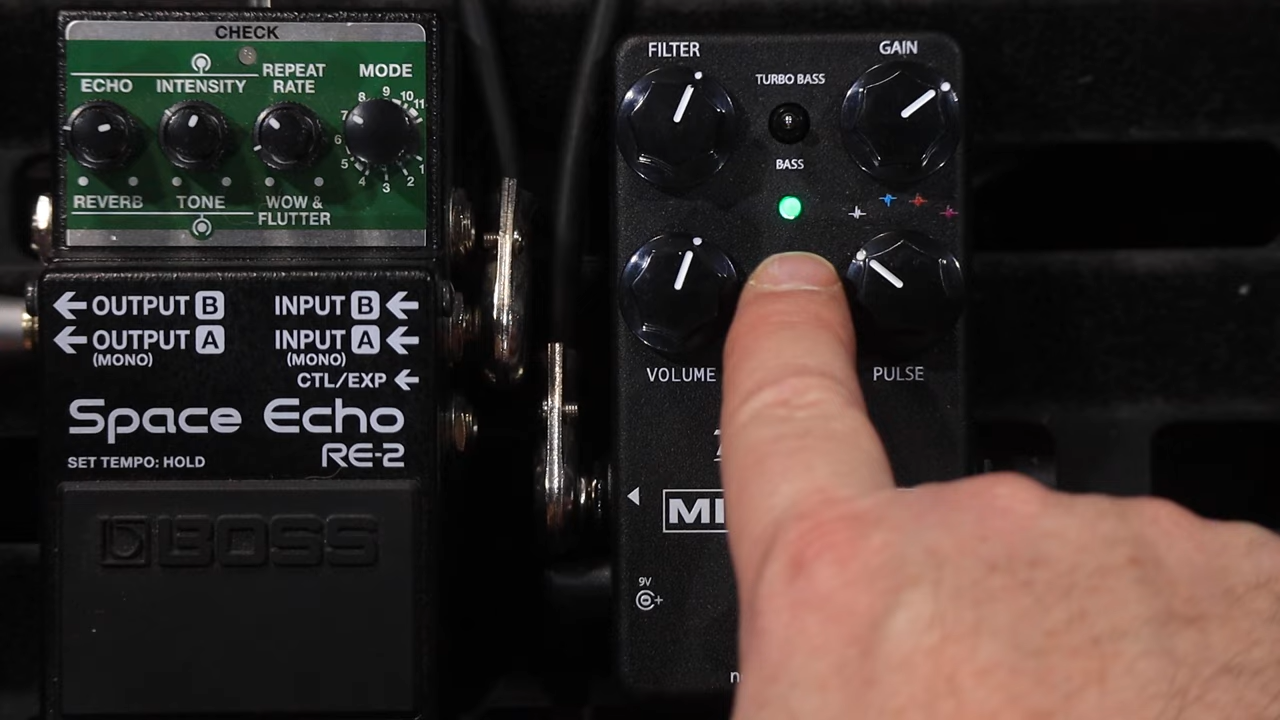 CHECK
ECHO
INTENSITY
REPEAT
RATE
MODE
1
2
3
4
5
6
7
8
9
10
11
REVERB
TONE
WOW &
FLUTTER
OUTPUT B
INPUT B
OUTPUT A
INPUT A
(MONO)
(MONO)
CTL/EXP
Space Echo
RE-2
SET TEMPO: HOLD
BOSS
FILTER
GAIN
TURBO BASS
BASS
VOLUME
PULSE
9V